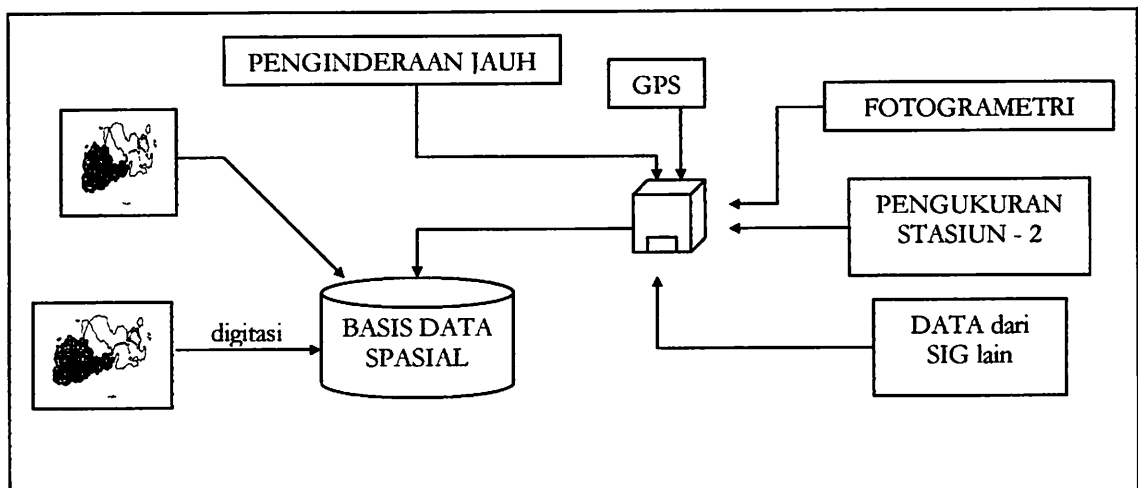 PENGINDERAAN JAUH
GPS
FOTOGRAMETRI
PENGUKURAN
STASIUN - 2
digitasi
BASIS DATA
SPASIAL
DATA dari
SIG lain